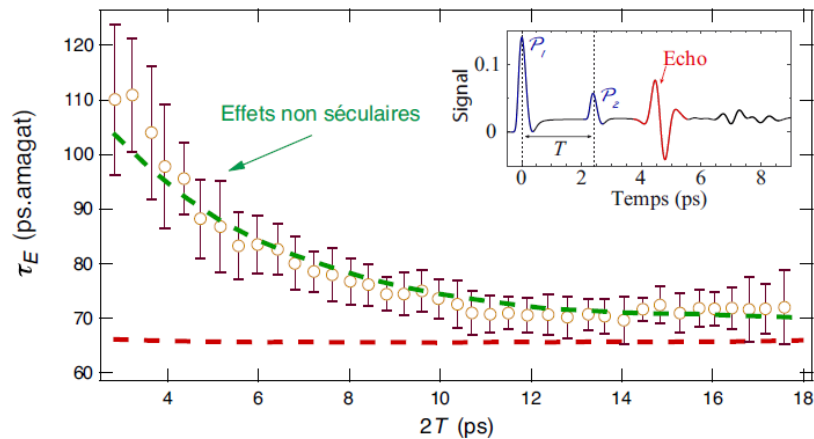 120
110
100
90
80
70
60
τE (ps.amagat)
4
6
8
10
12
14
16
18
2T (ps)
Effets non séculaires
0.1
0
Signal
P1
P2
Echo
T
0
2
4
6
8
Temps (ps)